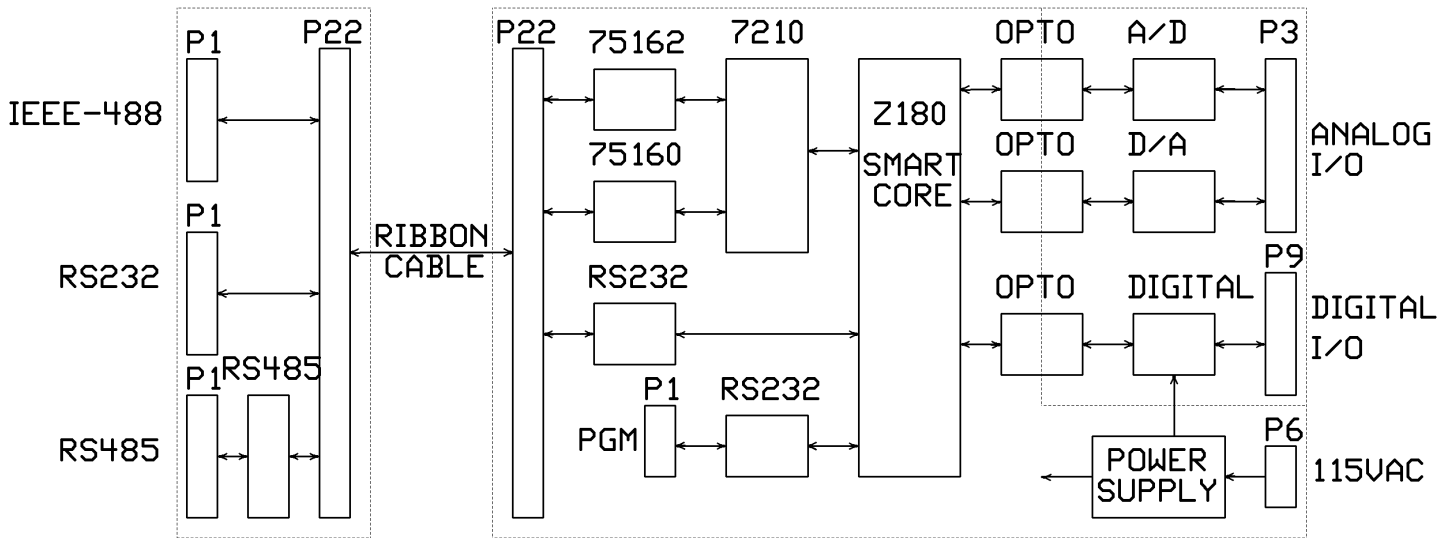 P1
P22
IEEE-488
P1
RS232
P1
RS485
RS485
RIBBON
CABLE
P22
75162
7210
75160
RS232
P1
RS232
PGM
Z180
SMART
CORE
OPTO
A/D
P3
OPTO
D/A
ANALOG
I/O
P9
OPTO
DIGITAL
DIGITAL
I/O
P6
POWER
SUPPLY
115VAC